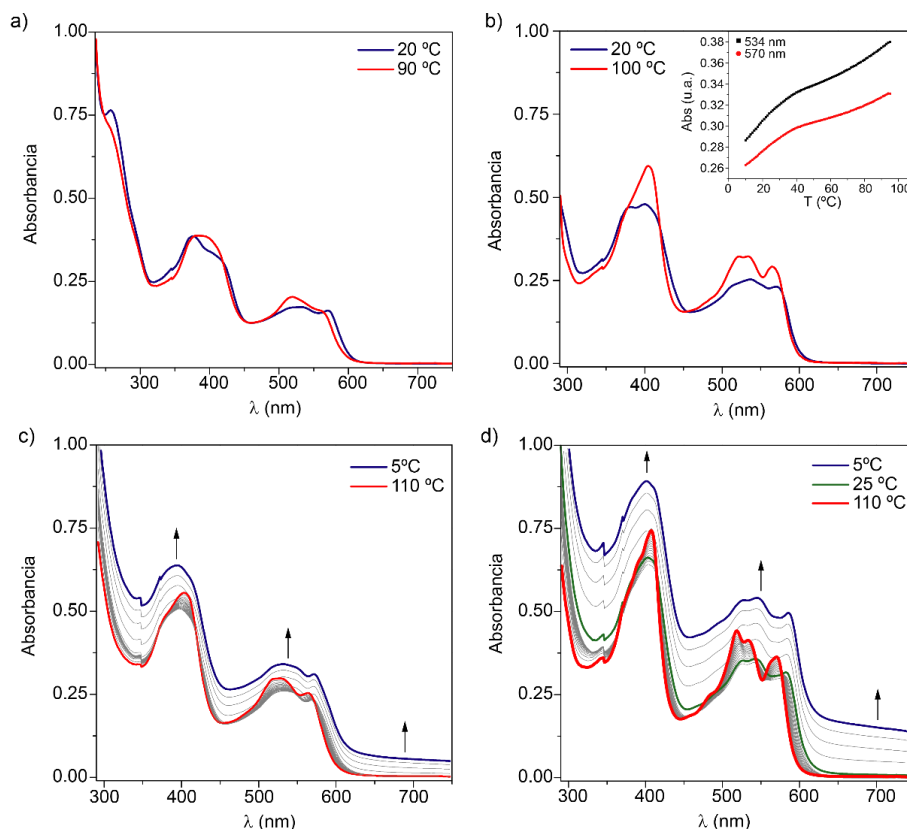 a)
1.00
0.75
0.50
0.25
0.00
Absorbancia
20 ºC
90 ºC
300 400 500 600 700
λ (nm)
b)
1.00
0.75
0.50
0.25
0.00
Absorbancia
20 ºC
100 ºC
534 nm
570 nm
0.38
0.36
0.34
0.32
0.30
0.28
0.26
Abs (u.a.)
0 20 40 60 80 100
T (ºC)
300 400 500 600 700
λ (nm)
c)
1.00
0.75
0.50
0.25
0.00
Absorbancia
5ºC
110 ºC
300 400 500 600 700
λ (nm)
d)
1.00
0.75
0.50
0.25
0.00
Absorbancia
5ºC
25 ºC
110 ºC
300 400 500 600 700
λ (nm)